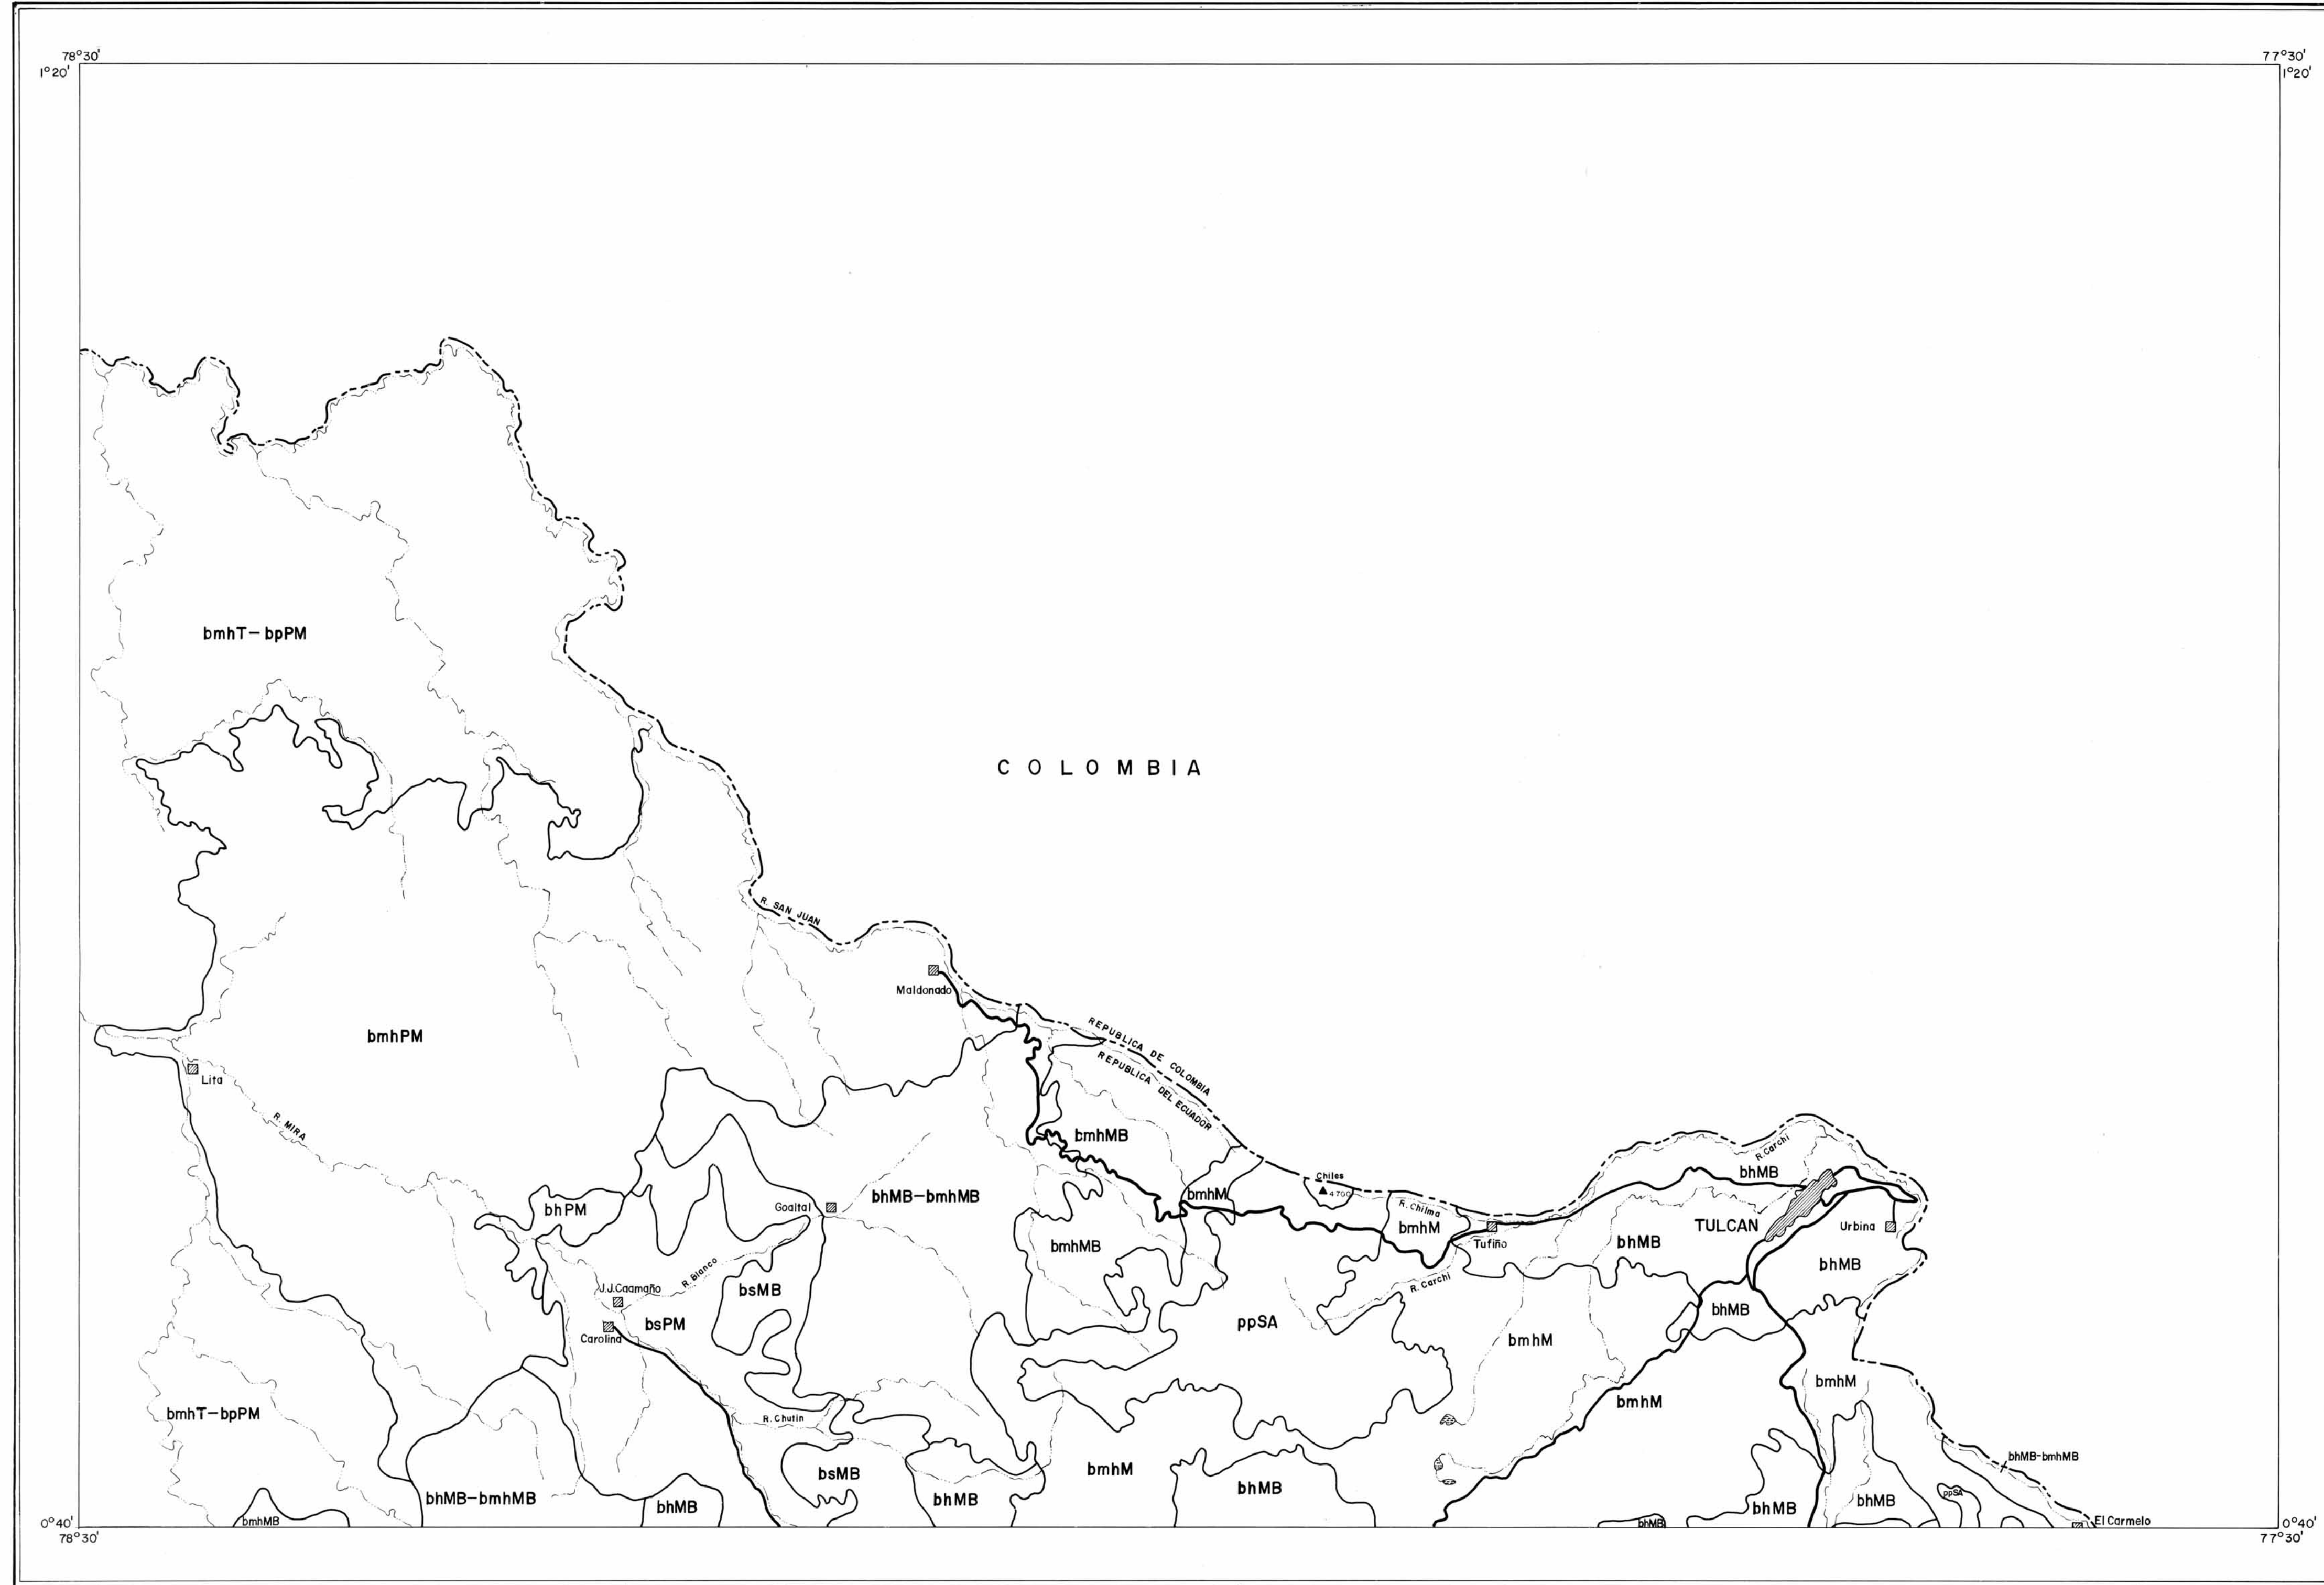 78°30'
77°30'
1°20'
1°20'
bmhT-bpPM
COLOMBIA
R. SAN JUAN
Maldonado
REPUBLICA DE COLOMBIA
REPUBLICA DEL ECUADOR
bmhPM
Lita
R. MIRA
bmhMB
R. Carchi
bhMB
Chiles
4700
bmhM
bhMB-bmhMB
bhPM
Goaltal
R. Chilma
bmhM
Tufiño
TULCAN
Urbina
bhMB
bmhMB
bhMB
R. Blanco
R. Carchi
J.J.Caamaño
bsMB
bsPM
Carolina
ppSA
bhMB
bmhM
bmhM
bmhM
bmhT-bpPM
R. Chutin
bhMB-bmhMB
bsMB
bmhM
bhMB
bhMB-bmhMB
bhMB
bhMB
bhMB
bhMB
ppSA
bmhMB
bhMB
El Carmelo
0°40'
0°40'
78°30'
77°30'